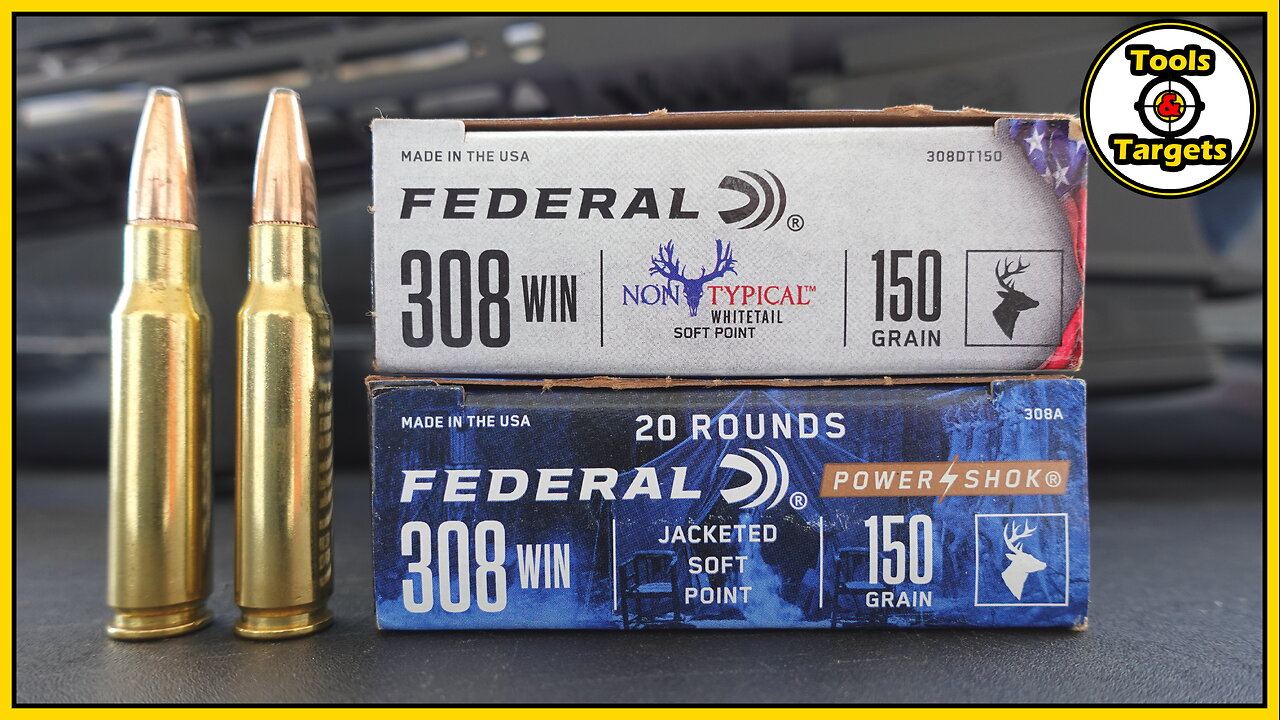 Tools
&
Targets
MADE IN THE USA
308DT150
FEDERAL ®
308 WIN
NON TYPICAL™
WHITETAIL
SOFT POINT
150
GRAIN
MADE IN THE USA
20 ROUNDS
308A
FEDERAL ®
POWER SHOK®
308 WIN
JACKETED
SOFT
POINT
150
GRAIN